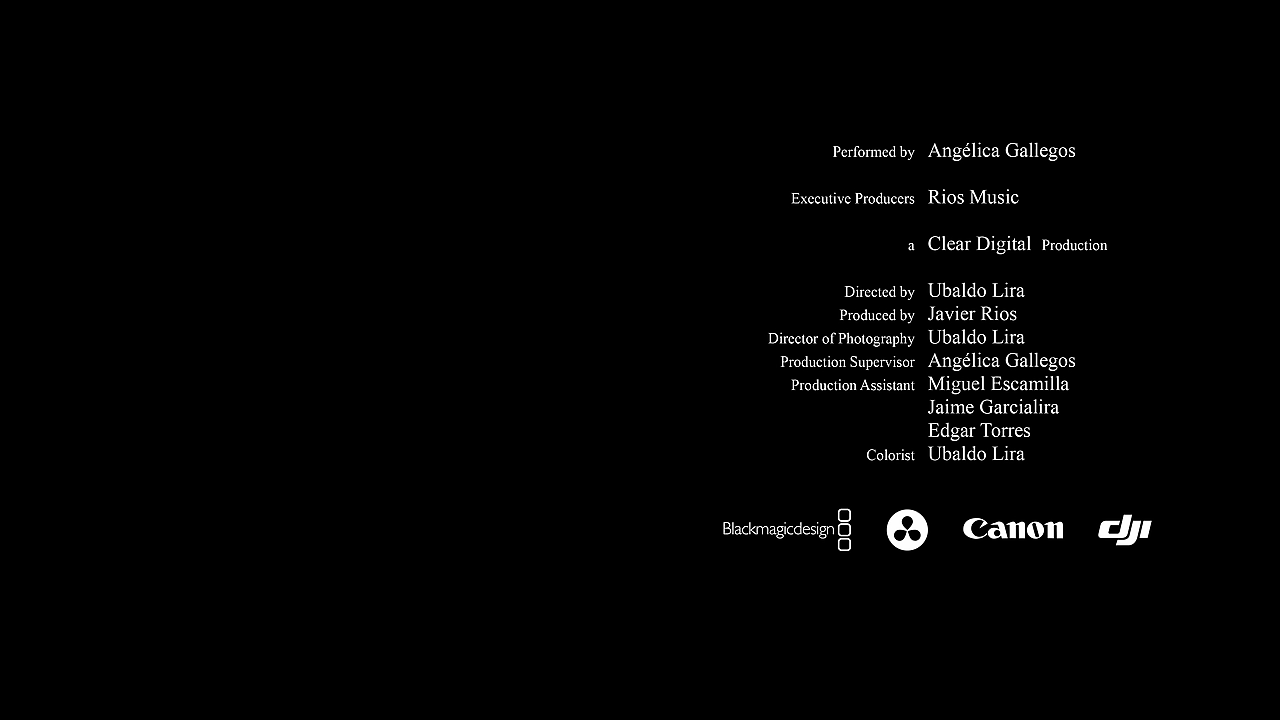 Performed by Angélica Gallegos
Executive Producers Rios Music
a Clear Digital Production
Directed by Ubaldo Lira
Produced by Javier Rios
Director of Photography Ubaldo Lira
Production Supervisor Angélica Gallegos
Production Assistant Miguel Escamilla
Jaime Garcialira
Edgar Torres
Colorist Ubaldo Lira
Blackmagicdesign Canon dji